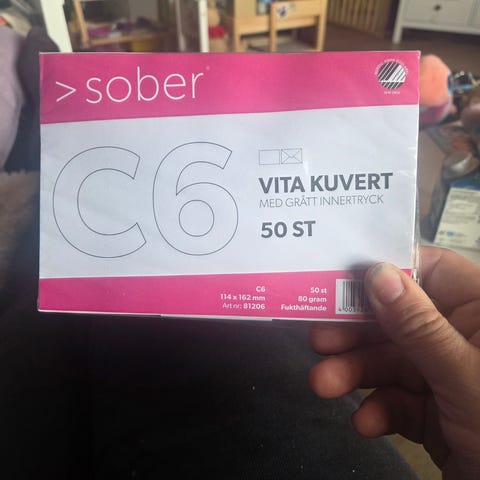 > sober
C6
VITA KUVERT
MED GRÅTT INNERTRYCK
50 ST
C6
114 x 162 mm
Art nr: 81206
50 st
80 gram
Fukthäftande